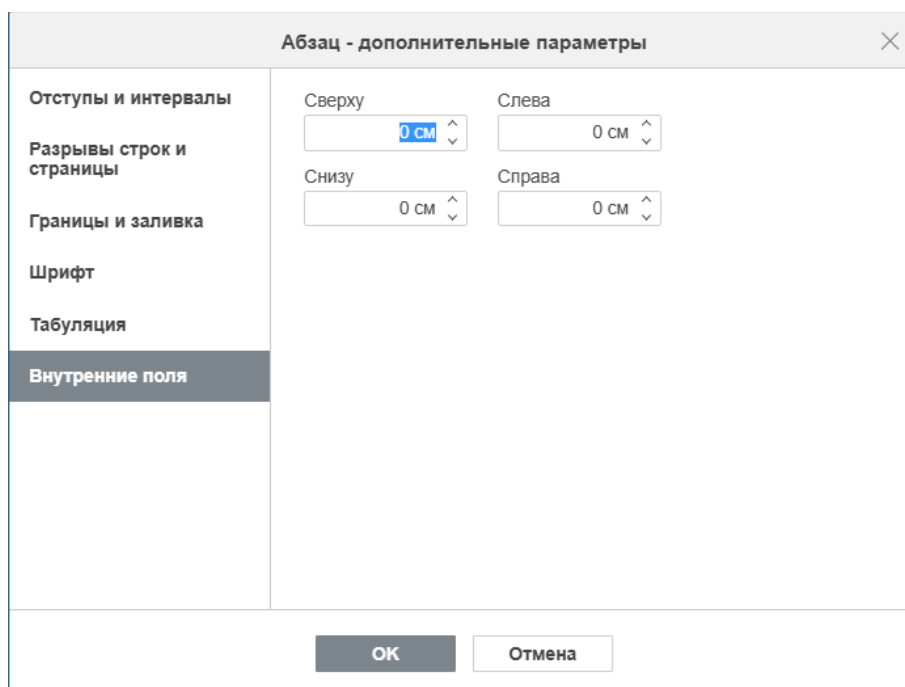 Абзац - дополнительные параметры
Отступы и интервалы
Разрывы строк и
страницы
Границы и заливка
Шрифт
Табуляция
Внутренние поля
Сверху
Слева
0 см
0 см
Снизу
Справа
0 см
0 см
OK
Отмена